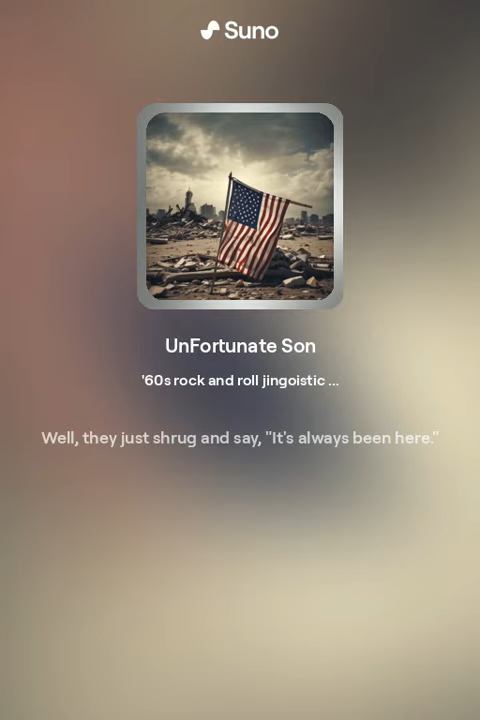 Suno
UnFortunate Son
'60s rock and roll jingoistic ...
Well, they just shrug and say, "It's always been here."